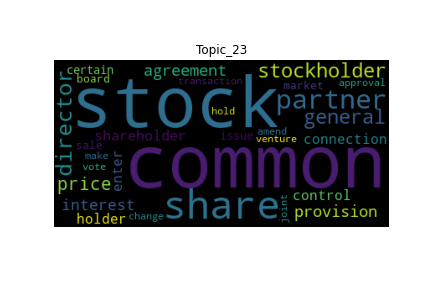 Topic_23
certain agreement stockholder
board transaction market approval
director stock hold partner
general
shareholder issue amend connection
sale venture
make common
vote enter
price share control
interest joint provision
holder change